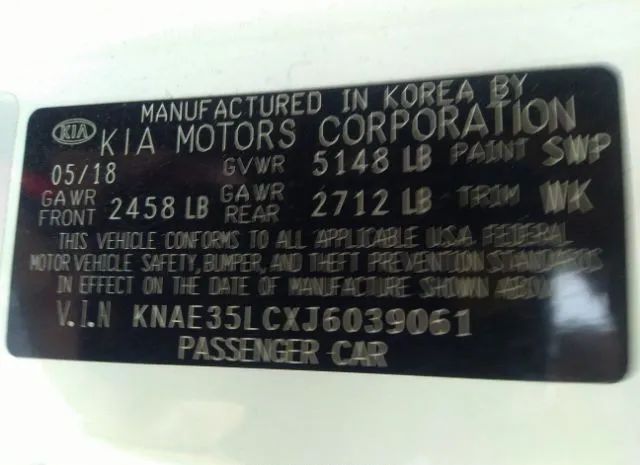 MANUFACTURED IN KOREA BY
KIA KIA MOTORS CORPORATION
05/18 GVWR 5148 LB PAINT SWP
GAWR FRONT 2458 LB GAWR REAR 2712 LB TRIM WK
THIS VEHICLE CONFORMS TO ALL APPLICABLE U.S.A. FEDERAL
MOTOR VEHICLE SAFETY, BUMPER, AND THEFT PREVENTION STANDARDS
IN EFFECT ON THE DATE OF MANUFACTURE SHOWN ABOVE.
V.I.N KNAE35LCXJ6039061
PASSENGER CAR